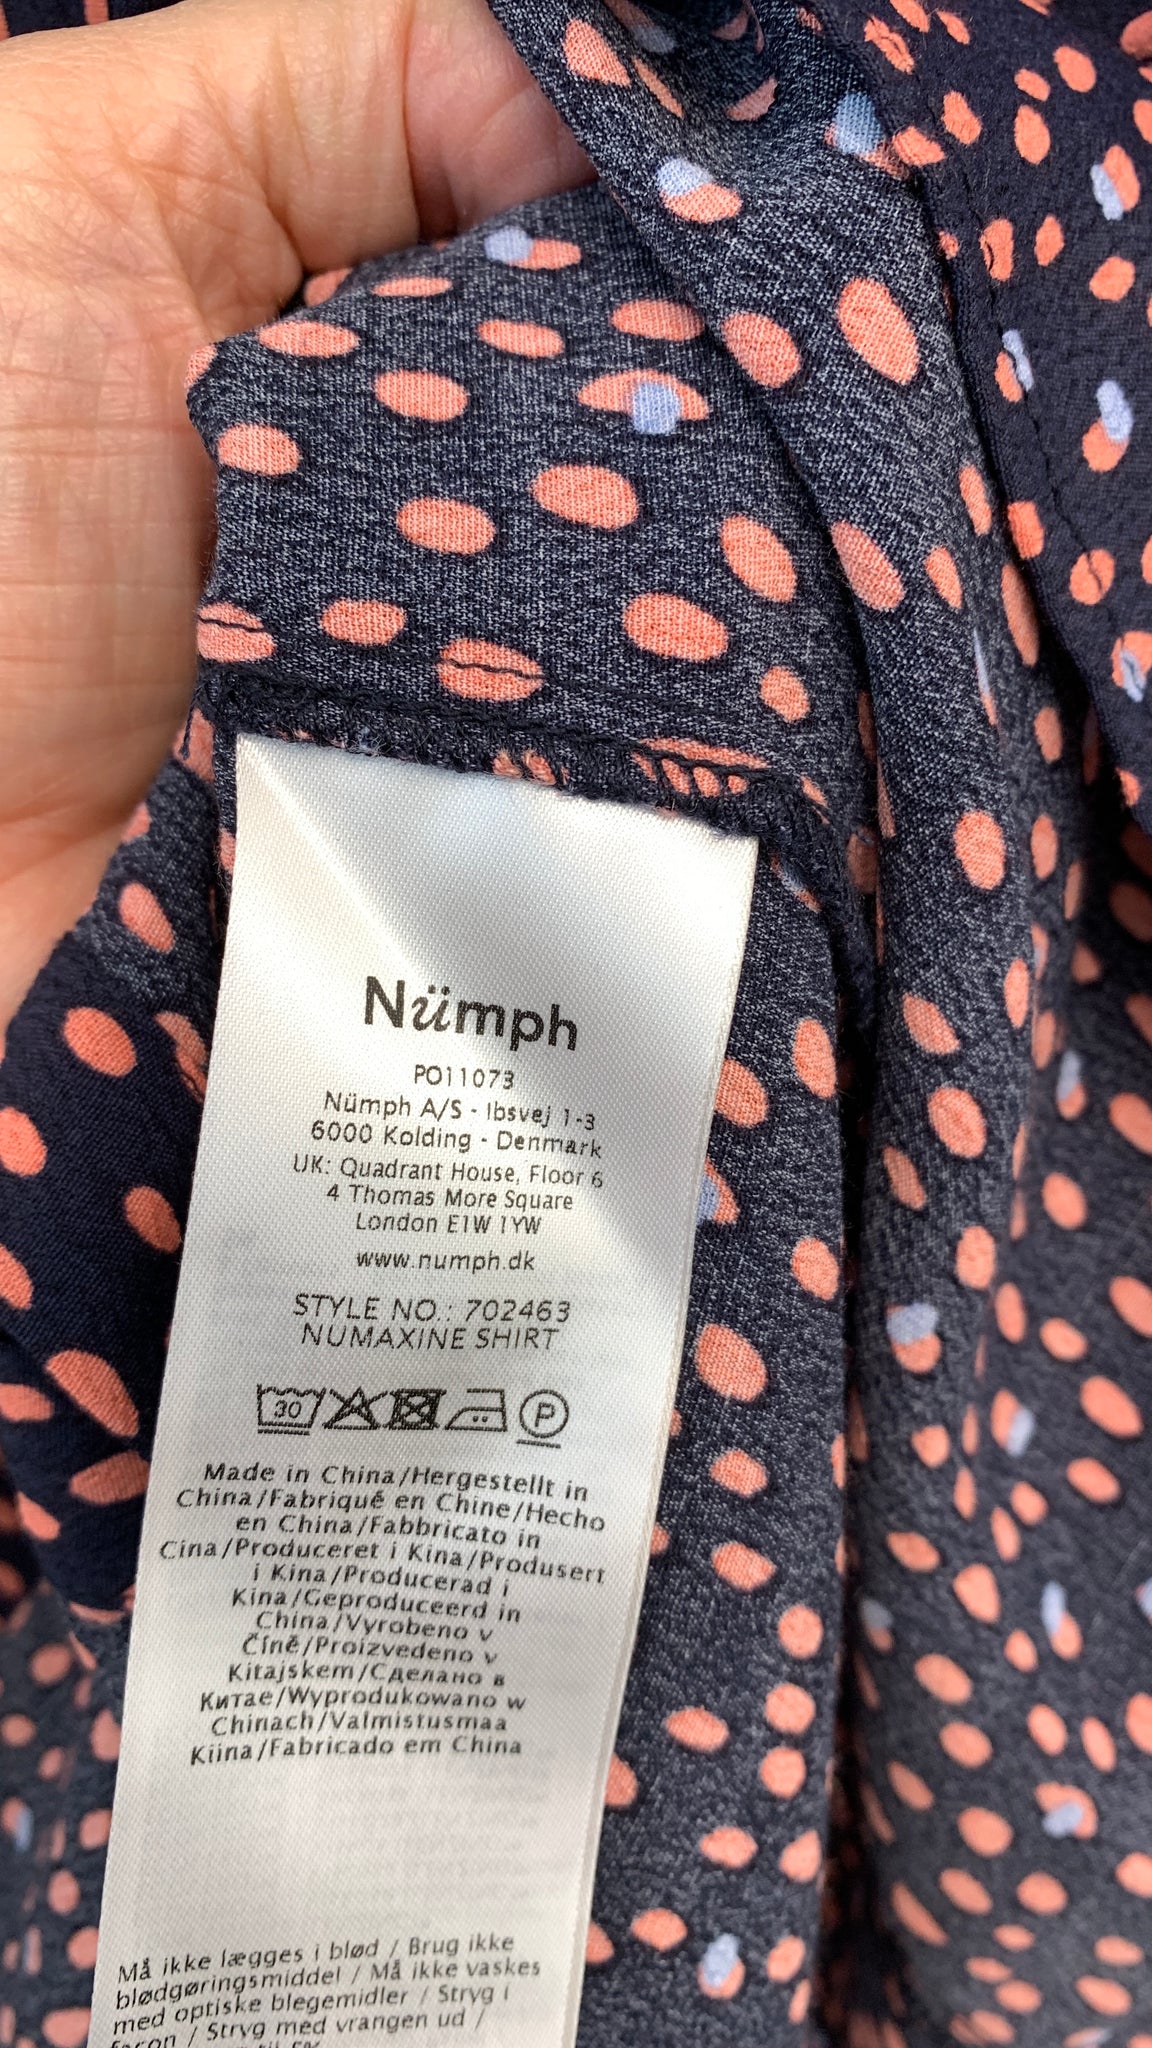 Nümph
PO11073
Nümph A/S - Ibsvej 1-3
6000 Kolding - Denmark
UK: Quadrant House, Floor 6
4 Thomas More Square
London E1W 1YW
www.numph.dk
STYLE NO.: 702463
NUMAXINE SHIRT
30
P
Made in China/Hergestellt in
China/Fabriqué en Chine/Hecho
en China/Fabbricato in
Cina/Produceret i Kina/Produsert
i Kina/Producerad i
Kina/Geproduceerd in
China/Vyrobeno v
Číně/Proizvedeno v
Kitajskem/Сделано в
Китае/Wyprodukowano w
Chinach/Valmistusmaa
Kiina/Fabricado em China
Må ikke lægges i blød / Brug ikke
blødgøringsmiddel / Må ikke vaskes
med optiske blegemidler / Stryg i
facon / Stryg med vrangen ud /